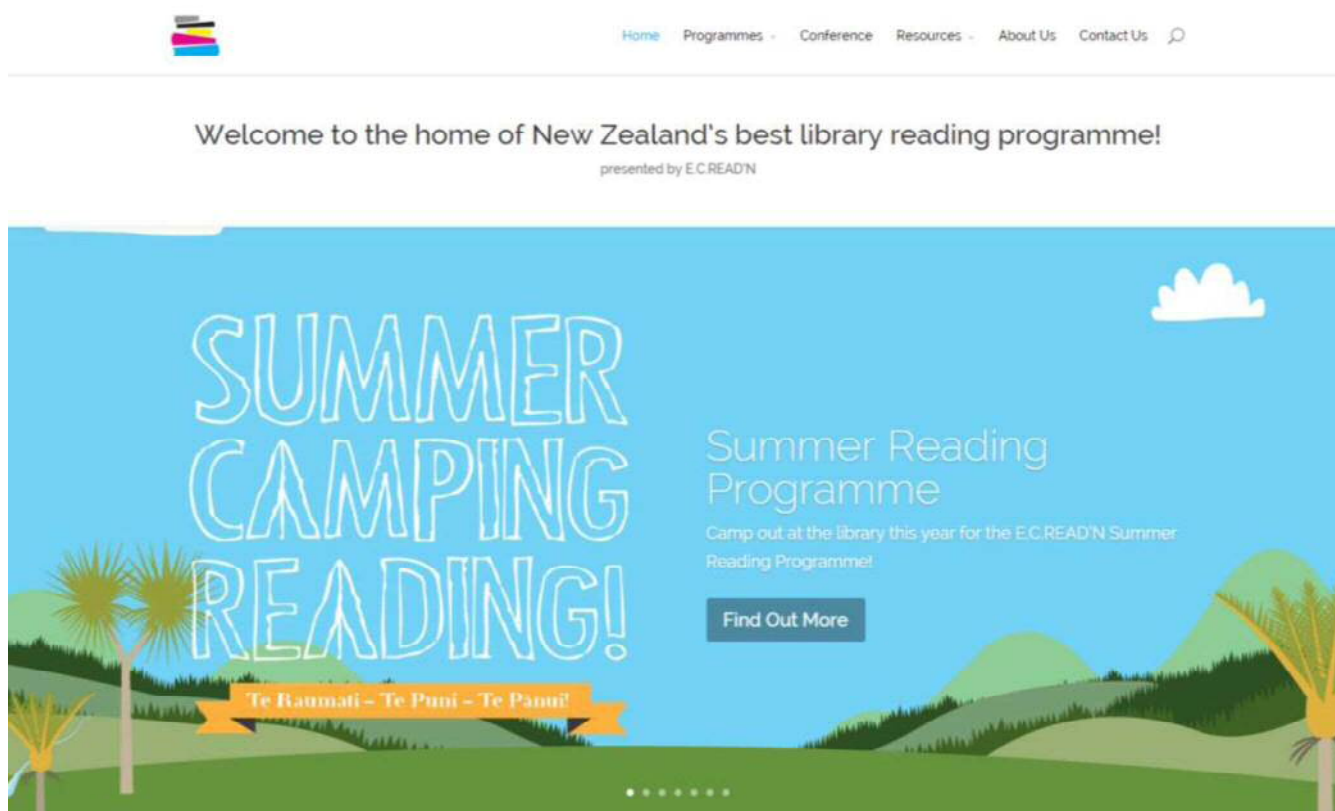 Home Programmes Conference Resources About Us Contact Us
Welcome to the home of New Zealand's best library reading programme!
presented by E.C.READ'N
SUMMER
CAMPING
READING!
Te Raumati – Te Puni – Te Pānui!
Summer Reading
Programme
Camp out at the library this year for the E.C.READ'N Summer
Reading Programme!
Find Out More